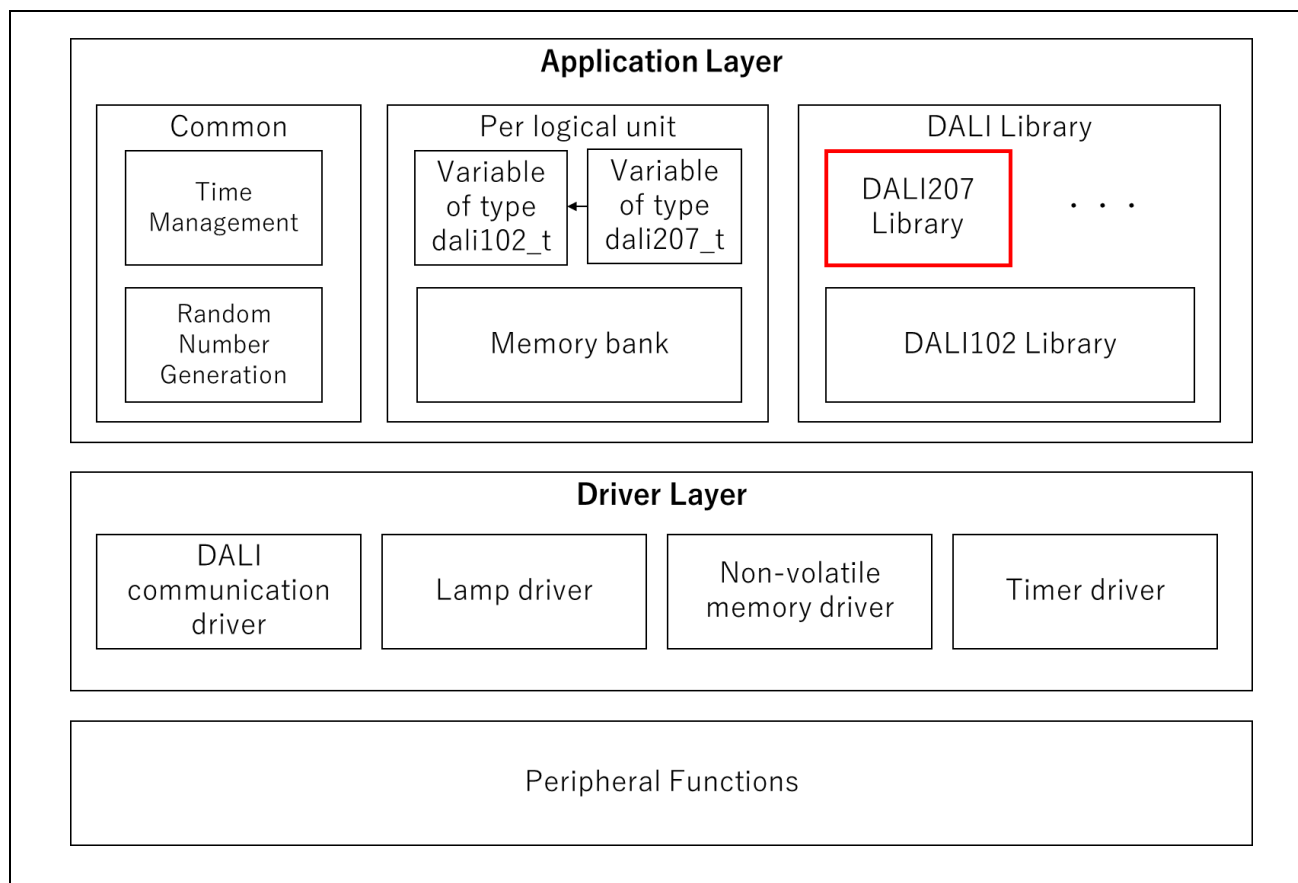 Application Layer
Common
Time
Management
Random
Number
Generation
Per logical unit
Variable
of type
dali102_t
Variable
of type
dali207_t
Memory bank
DALI Library
DALI207
Library
. . .
DALI102 Library
Driver Layer
DALI
communication
driver
Lamp driver
Non-volatile
memory driver
Timer driver
Peripheral Functions